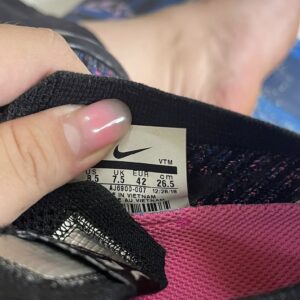 VTM
US UK EUR cm
8.5 7.5 42 26.5
AJ6900-007 12/28/18
MADE IN VIETNAM